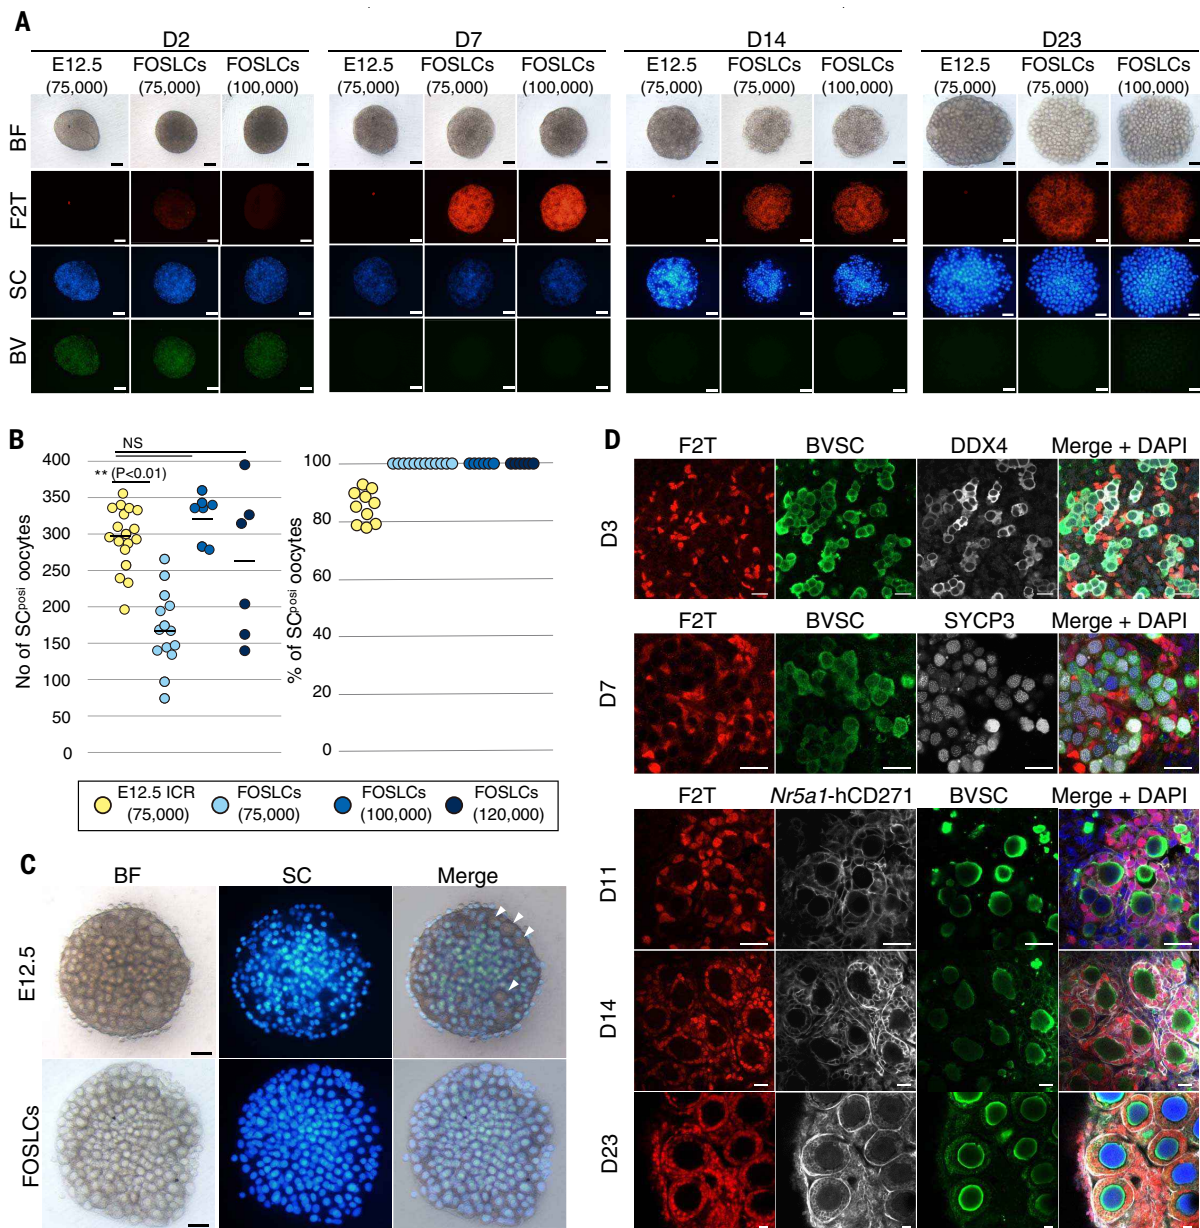 A
D2 D7 D14 D23
E12.5 FOSLCs FOSLCs E12.5 FOSLCs FOSLCs E12.5 FOSLCs FOSLCs E12.5 FOSLCs FOSLCs
(75,000) (75,000) (100,000) (75,000) (75,000) (100,000) (75,000) (75,000) (100,000) (75,000) (75,000) (100,000)
BF
F2T
SC
BV
B
NS
** (P<0.01)
No of SCposi oocytes
400
350
300
250
200
150
100
50
0
% of SCposi oocytes
100
80
60
40
20
0
E12.5 ICR FOSLCs FOSLCs FOSLCs
(75,000) (75,000) (100,000) (120,000)
C
BF SC Merge
E12.5
FOSLCs
D
F2T BVSC DDX4 Merge + DAPI
D3
F2T BVSC SYCP3 Merge + DAPI
D7
F2T Nr5a1-hCD271 BVSC Merge + DAPI
D11
D14
D23